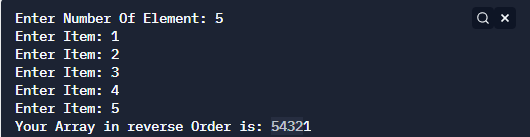 Enter Number Of Element: 5
Enter Item: 1
Enter Item: 2
Enter Item: 3
Enter Item: 4
Enter Item: 5
Your Array in reverse Order is: 54321